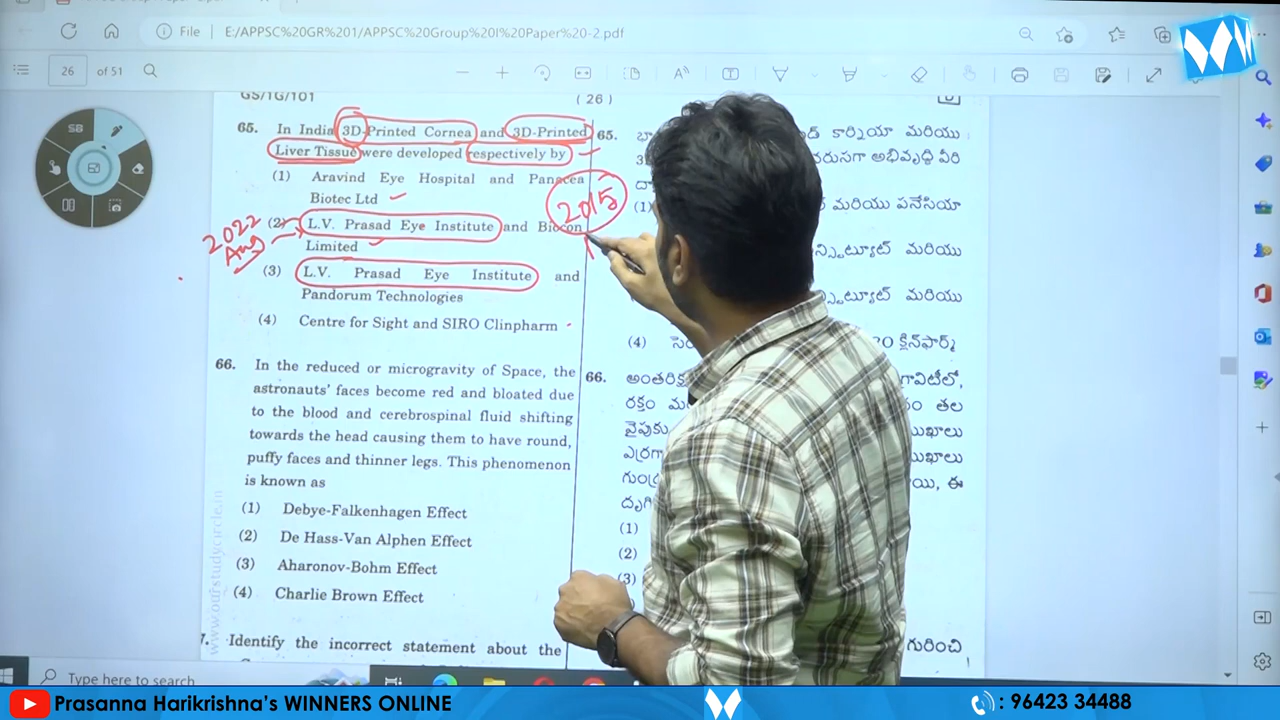 File
E:/APPSC%20GR%201/APPSC%20Group%20I%20Paper%20-2.pdf
26 of 51
GS/1G/101
( 26 )
65. In India 3D-Printed Cornea and 3D-Printed
Liver Tissue were developed respectively by
(1) Aravind Eye Hospital and Panacea
Biotec Ltd
(2) L.V. Prasad Eye Institute and Biocon
Limited
(3) L.V. Prasad Eye Institute and
Pandorum Technologies
(4) Centre for Sight and SIRO Clinpharm
2015
2022
Aug
66. In the reduced or microgravity of Space, the
astronauts' faces become red and bloated due
to the blood and cerebrospinal fluid shifting
towards the head causing them to have round,
puffy faces and thinner legs. This phenomenon
is known as
(1) Debye-Falkenhagen Effect
(2) De Hass-Van Alphen Effect
(3) Aharonov-Bohm Effect
(4) Charlie Brown Effect
Identify the incorrect statement about the
65.
కార్నియా మరియు
వరుసగా అభివృద్ధి
(1) మరియు పనేసియా
మరియు
మరియు
(4) క్లిన్‌ఫార్మ్
66.
రక్తం తల
వైపుకు ముఖాలు
ముఖాలు
ఈ
(1)
(2)
(3)
గురించి
www.ourstudycircle.in
Type here to search
Prasanna Harikrishna's WINNERS ONLINE
: 96423 34488